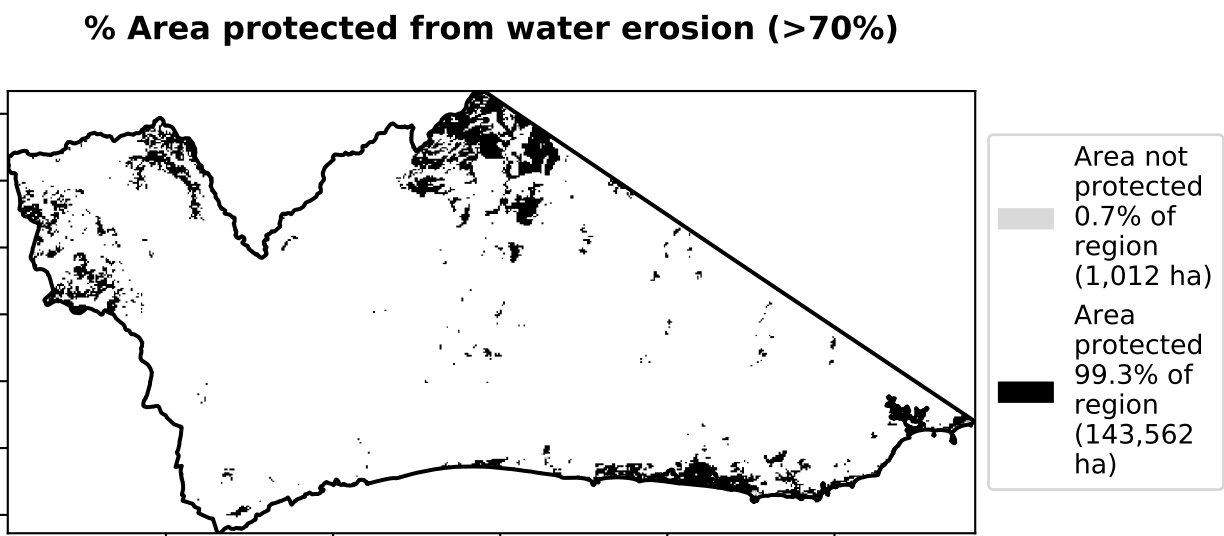 % Area protected from water erosion (>70%)
Area not
protected
0.7% of
region
(1,012 ha)
Area
protected
99.3% of
region
(143,562
ha)